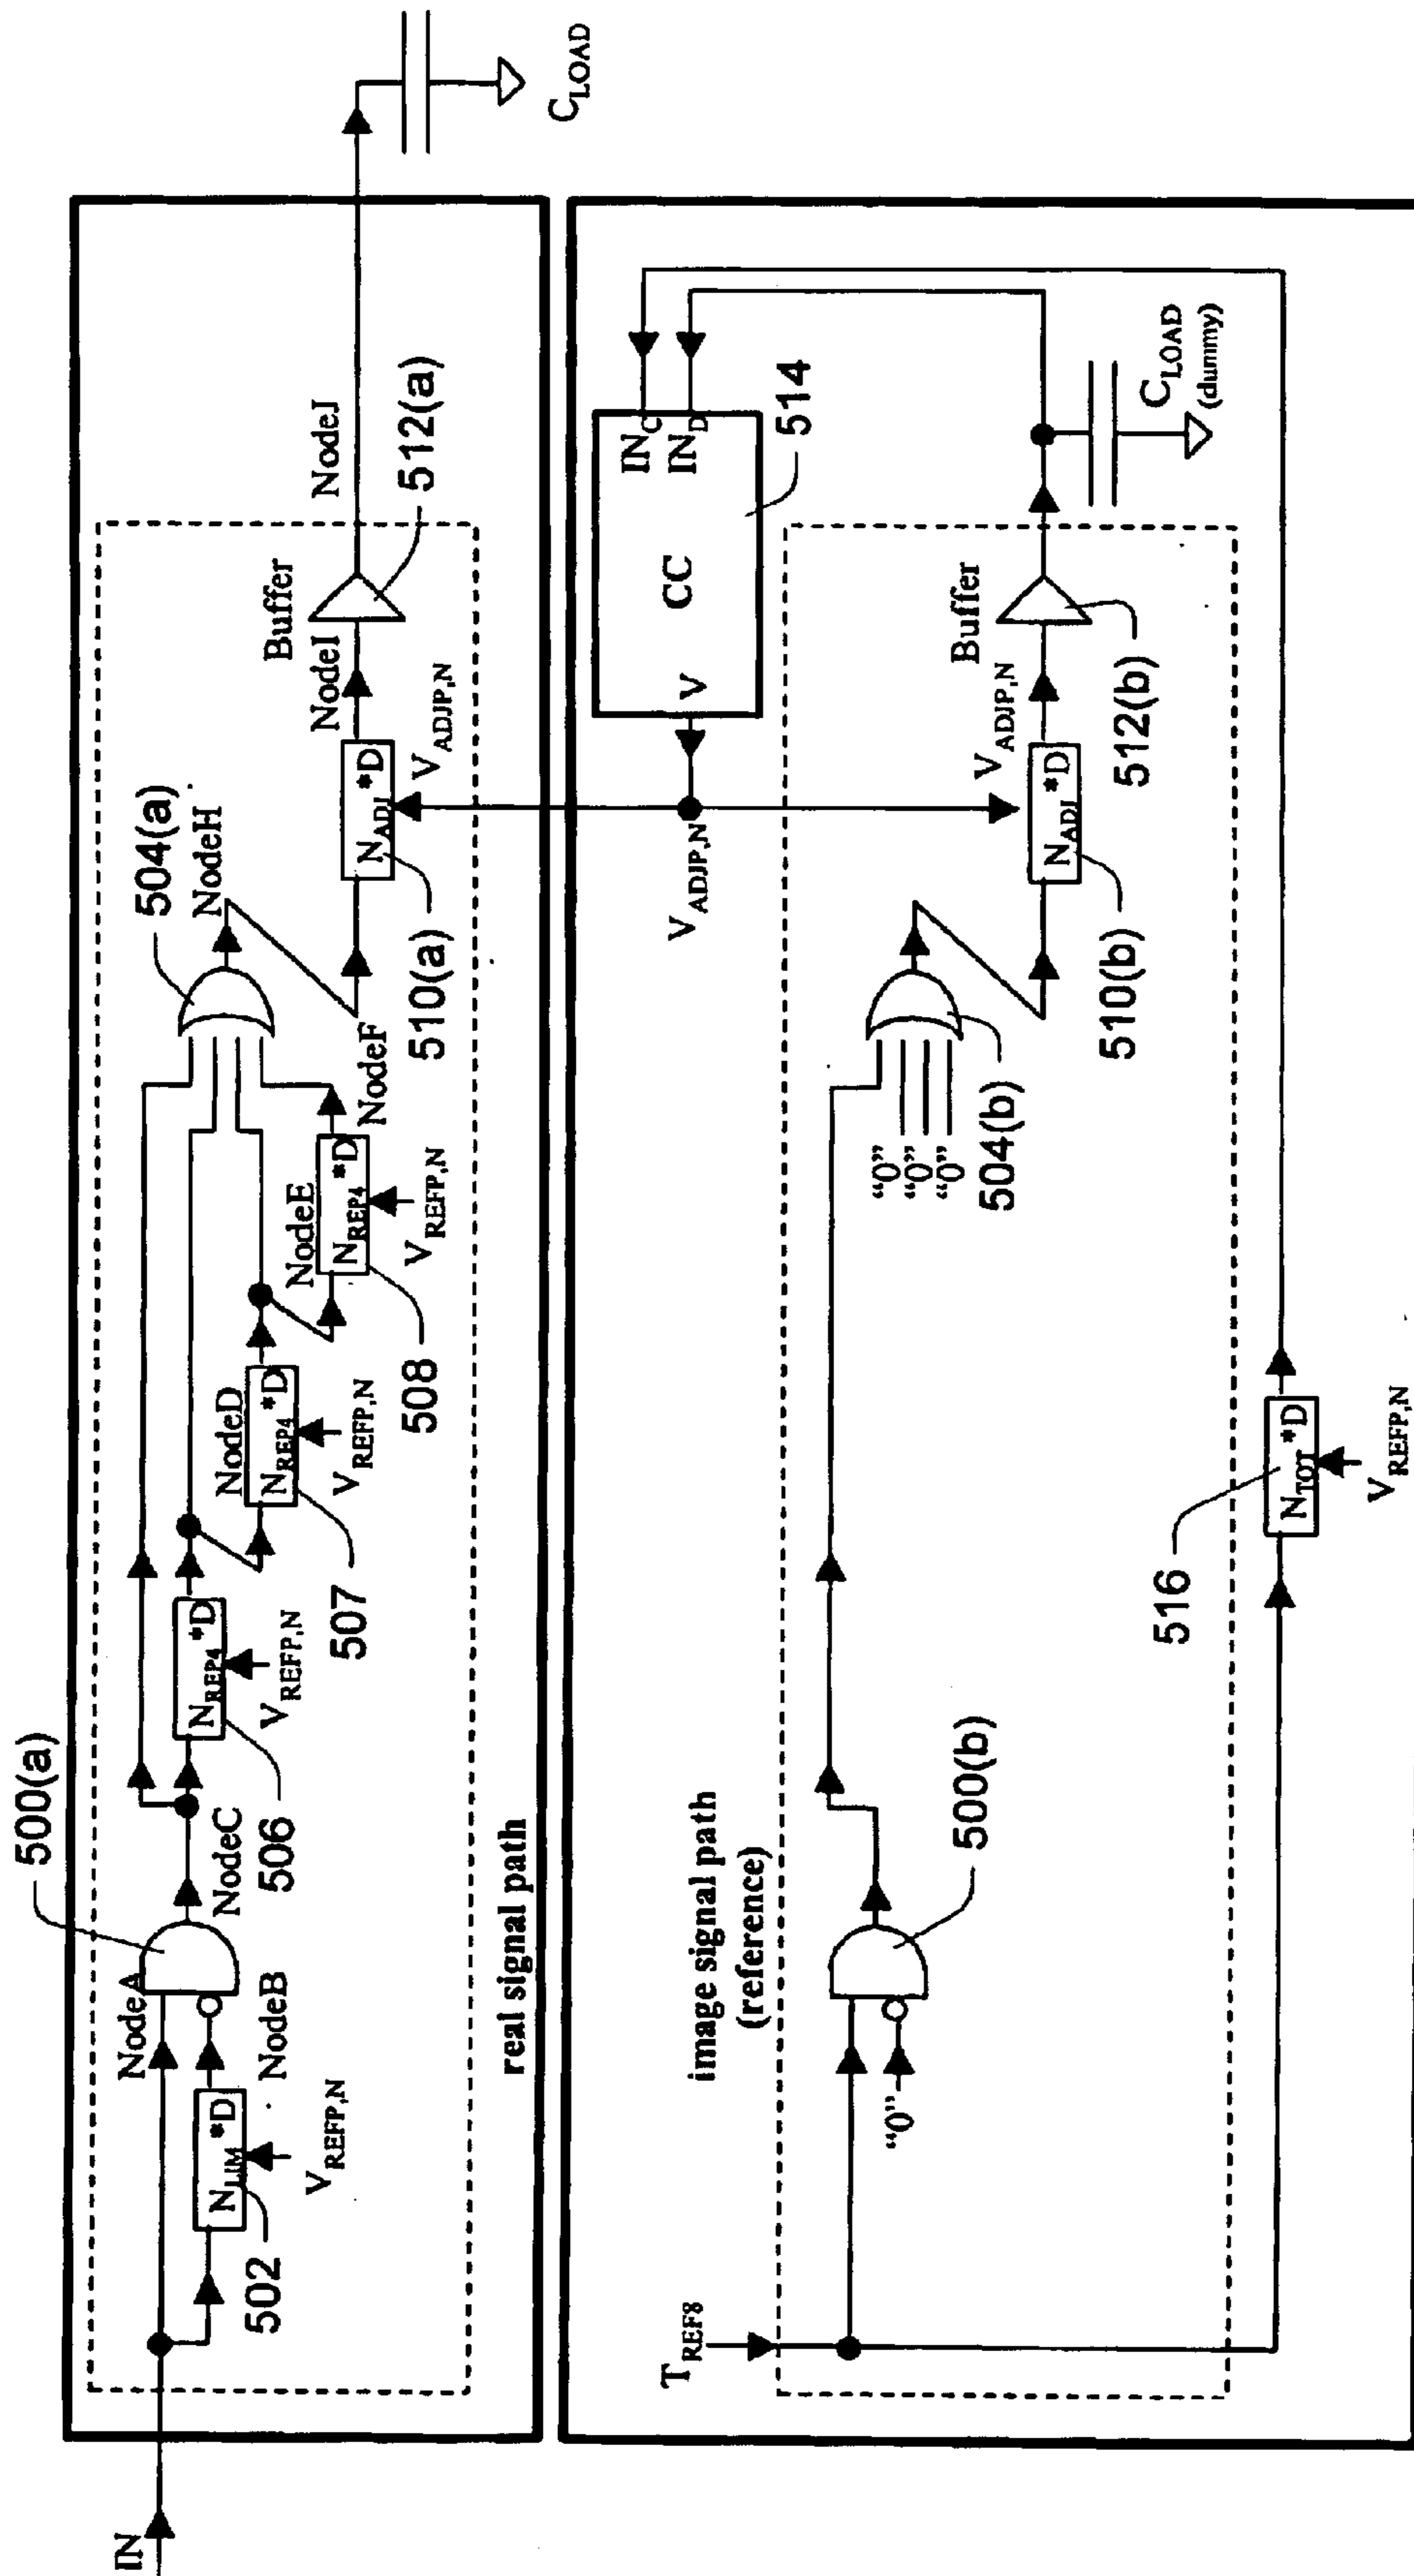 IN
NodeA
500(a)
N_LIM *D
502
V_REFP,N
NodeB
NodeC
506
N_REP4 *D
V_REFP,N
NodeD
N_REP4 *D
507
V_REFP,N
NodeE
N_REP4 *D
508
V_REFP,N
NodeF
504(a)
NodeH
N_ADJ *D
510(a)
V_ADJP,N
NodeI
Buffer
512(a)
NodeJ
C_LOAD
real signal path
image signal path
(reference)
T_REF8
"0"
500(b)
"0"
"0"
"0"
504(b)
V_ADJP,N
N_ADJ *D
510(b)
V_ADJP,N
Buffer
512(b)
V
CC
IN_C
IN_D
514
C_LOAD
(dummy)
516
N_TOT *D
V_REFP,N